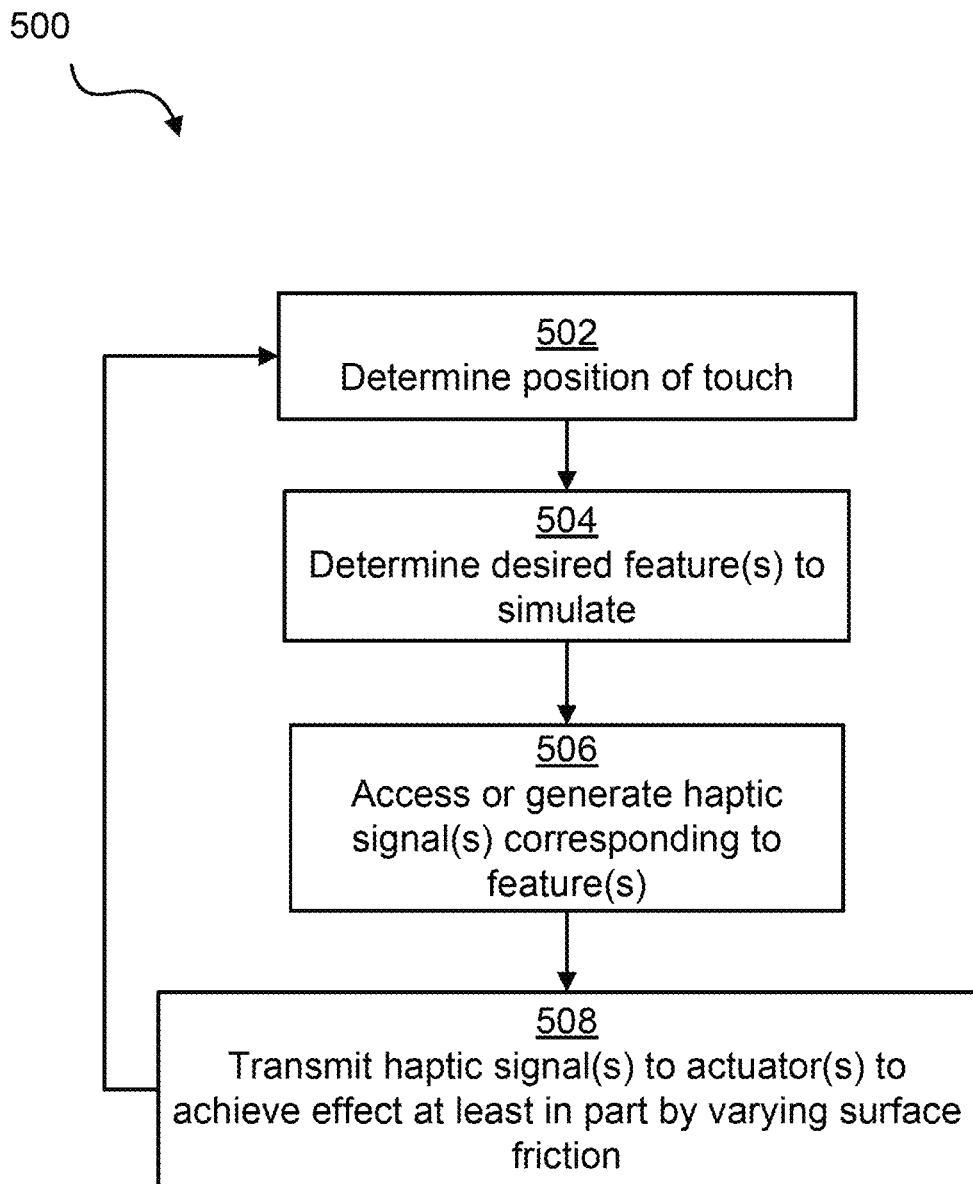 500
502
Determine position of touch
504
Determine desired feature(s) to
simulate
506
Access or generate haptic
signal(s) corresponding to
feature(s)
508
Transmit haptic signal(s) to actuator(s) to
achieve effect at least in part by varying surface
friction